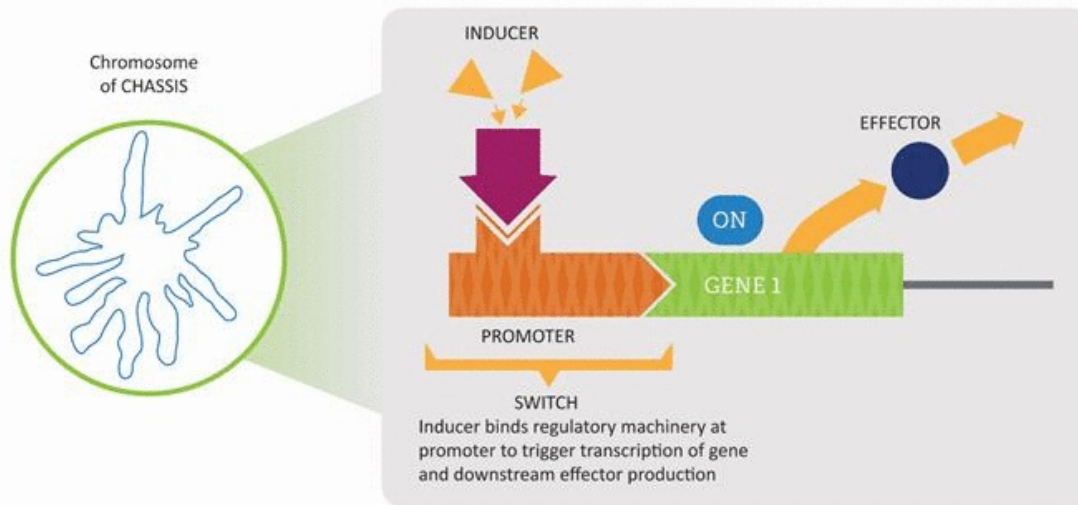 Chromosome
of CHASSIS
INDUCER
EFFECTOR
ON
GENE 1
PROMOTER
SWITCH
Inducer binds regulatory machinery at
promoter to trigger transcription of gene
and downstream effector production